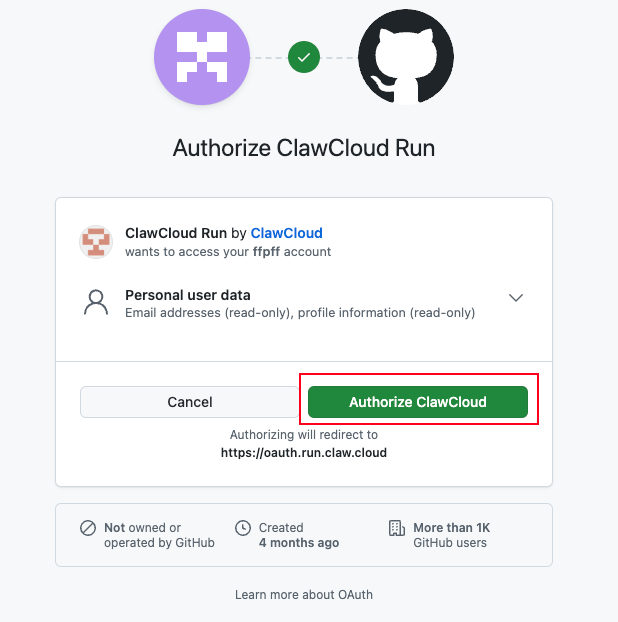 Authorize ClawCloud Run
ClawCloud Run by ClawCloud
wants to access your ffpff account
Personal user data
Email addresses (read-only), profile information (read-only)
Cancel
Authorize ClawCloud
Authorizing will redirect to
https://oauth.run.claw.cloud
Not owned or
operated by GitHub
Created
4 months ago
More than 1K
GitHub users
Learn more about OAuth